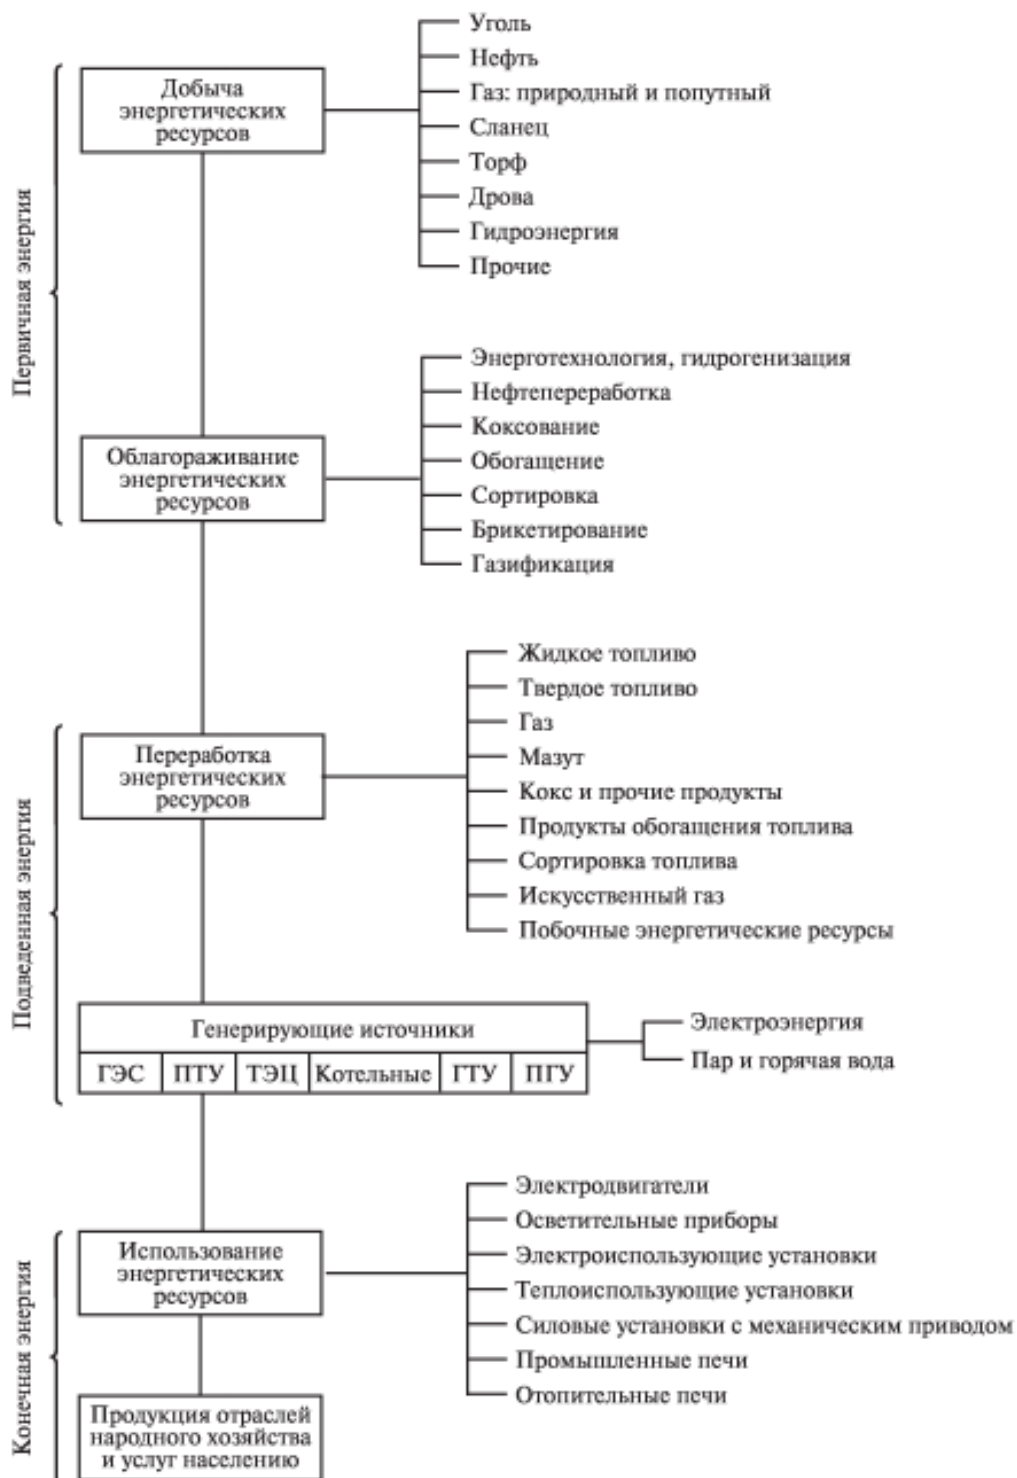 Первичная энергия
Добыча
энергетических
ресурсов
Уголь
Нефть
Газ: природный и попутный
Сланец
Торф
Дрова
Гидроэнергия
Прочие
Облагораживание
энергетических
ресурсов
Энерготехнология, гидрогенизация
Нефтепереработка
Коксование
Обогащение
Сортировка
Брикетирование
Газификация
Подведенная энергия
Переработка
энергетических
ресурсов
Жидкое топливо
Твердое топливо
Газ
Мазут
Кокс и прочие продукты
Продукты обогащения топлива
Сортировка топлива
Искусственный газ
Побочные энергетические ресурсы
Генерирующие источники
ГЭС ПТУ ТЭЦ Котельные ГТУ ПГУ
Электроэнергия
Пар и горячая вода
Конечная энергия
Использование
энергетических
ресурсов
Электродвигатели
Осветительные приборы
Электроиспользующие установки
Теплоиспользующие установки
Силовые установки с механическим приводом
Промышленные печи
Отопительные печи
Продукция отраслей
народного хозяйства
и услуг населению